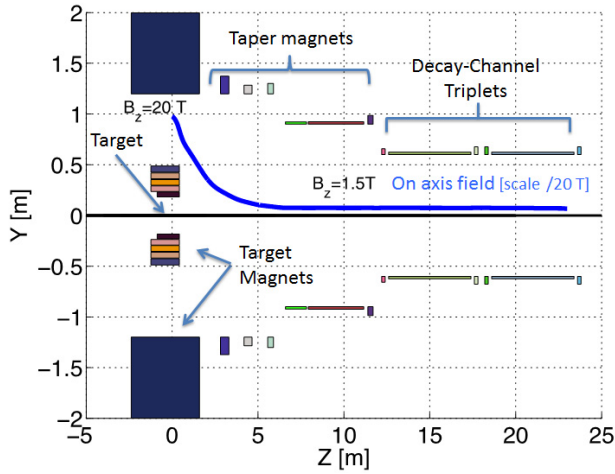 2
Taper magnets
1.5
Decay-Channel
Triplets
B_z=20 T
1
Target
0.5
B_z=1.5T
On axis field [scale /20 T]
Y [m]
0
-0.5
Target
Magnets
-1
-1.5
-2
-5
0
5
10
15
20
25
Z [m]